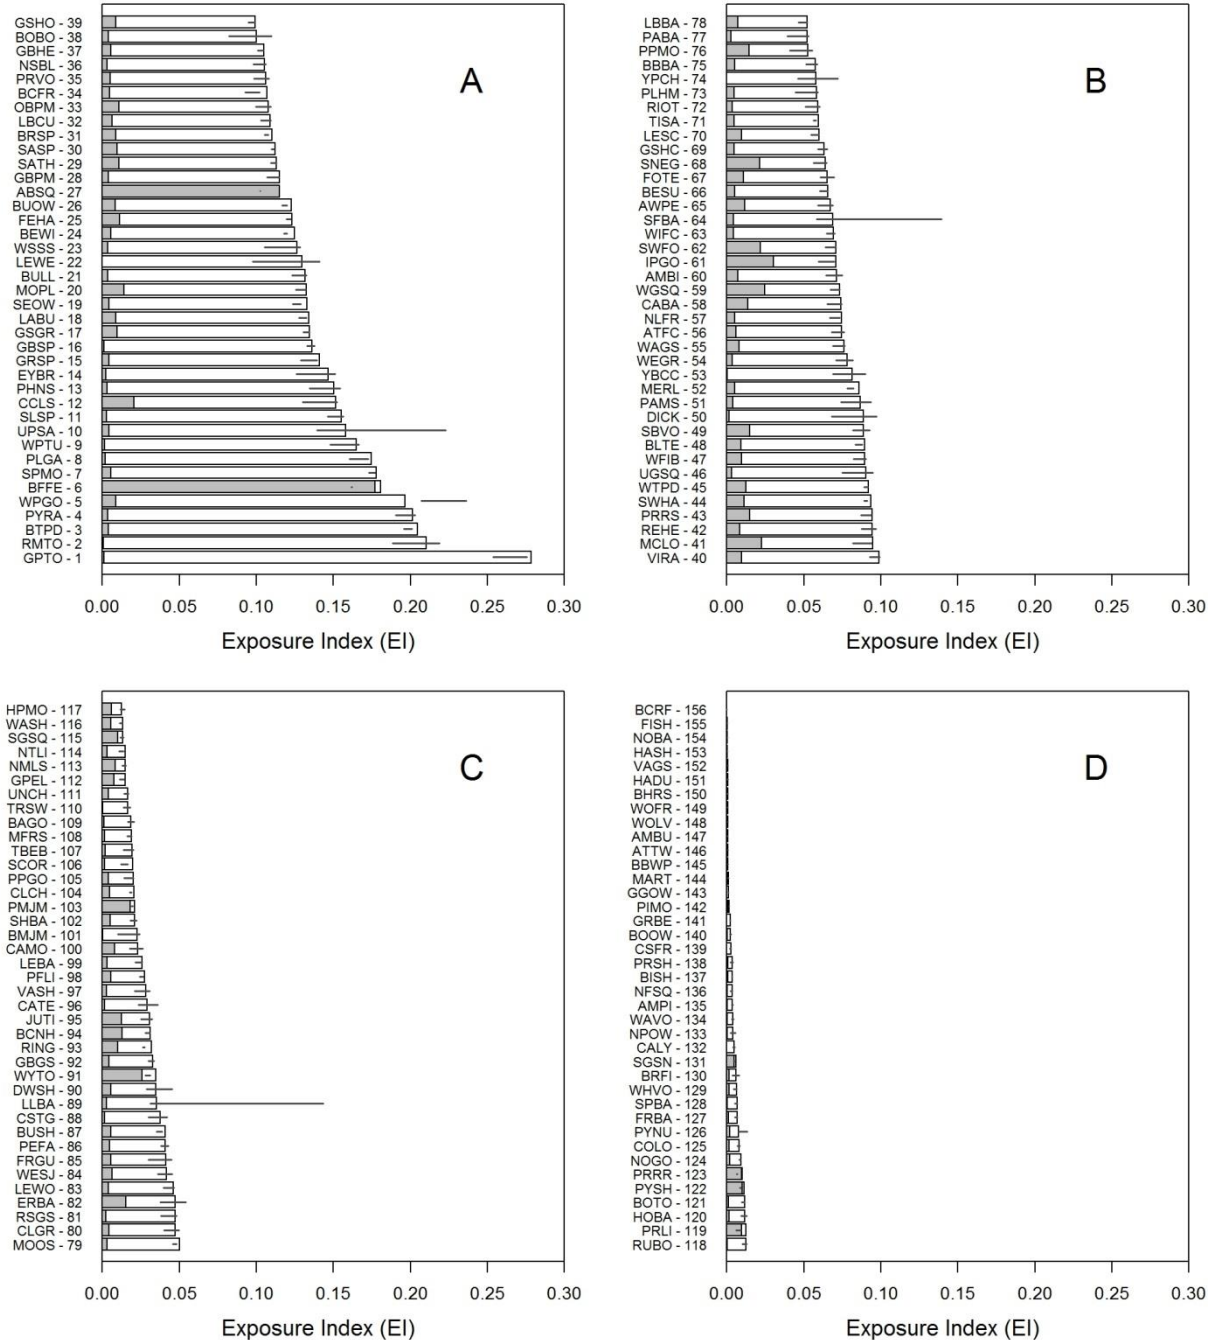 GSHO - 39
BOBO - 38
GBHE - 37
NSBL - 36
PRVO - 35
BCFR - 34
OBPM - 33
LBCU - 32
BRSP - 31
SASP - 30
SATH - 29
GBPM - 28
ABSQ - 27
BUOW - 26
FEHA - 25
BEWI - 24
WSSS - 23
LEWE - 22
BULL - 21
MOPL - 20
SEOW - 19
LABU - 18
GSGR - 17
GBSP - 16
GRSP - 15
EYBR - 14
PHNS - 13
CCLS - 12
SLSP - 11
UPSA - 10
WPTU - 9
PLGA - 8
SPMO - 7
BFFE - 6
WPGO - 5
PYRA - 4
BTPD - 3
RMTO - 2
GPTO - 1
A
0.00 0.05 0.10 0.15 0.20 0.25 0.30
Exposure Index (EI)
LBBA - 78
PABA - 77
PPMO - 76
BBBA - 75
YPCH - 74
PLHM - 73
RIOT - 72
TISA - 71
LESC - 70
GSHC - 69
SNEG - 68
FOTE - 67
BESU - 66
AWPE - 65
SFBA - 64
WIFC - 63
SWFO - 62
IPGO - 61
AMBI - 60
WGSQ - 59
CABA - 58
NLFR - 57
ATFC - 56
WAGS - 55
WEGR - 54
YBCC - 53
MERL - 52
PAMS - 51
DICK - 50
SBVO - 49
BLTE - 48
WFIB - 47
UGSQ - 46
WTPD - 45
SWHA - 44
PRRS - 43
REHE - 42
MCLO - 41
VIRA - 40
B
0.00 0.05 0.10 0.15 0.20 0.25 0.30
Exposure Index (EI)
HPMO - 117
WASH - 116
SGSQ - 115
NTLI - 114
NMLS - 113
GPEL - 112
UNCH - 111
TRSW - 110
BAGO - 109
MFRS - 108
TBEB - 107
SCOR - 106
PPGO - 105
CLCH - 104
PMJM - 103
SHBA - 102
BMJM - 101
CAMO - 100
LEBA - 99
PFLI - 98
VASH - 97
CATE - 96
JUTI - 95
BCNH - 94
RING - 93
GBGS - 92
WYTO - 91
DWSH - 90
LLBA - 89
CSTG - 88
BUSH - 87
PEFA - 86
FRGU - 85
WESJ - 84
LEWO - 83
ERBA - 82
RSGS - 81
CLGR - 80
MOOS - 79
C
0.00 0.05 0.10 0.15 0.20 0.25 0.30
Exposure Index (EI)
BCRF - 156
FISH - 155
NOBA - 154
HASH - 153
VAGS - 152
HADU - 151
BHRS - 150
WOFR - 149
WOLV - 148
AMBU - 147
ATTW - 146
BBWP - 145
MART - 144
GGOW - 143
PIMO - 142
GRBE - 141
BOOW - 140
CSFR - 139
PRSH - 138
BISH - 137
NFSQ - 136
AMPI - 135
WAVO - 134
NPOW - 133
CALY - 132
SGSN - 131
BRFI - 130
WHVO - 129
SPBA - 128
FRBA - 127
PYNU - 126
COLO - 125
NOGO - 124
PRRR - 123
PYSH - 122
BOTO - 121
HOBA - 120
PRLI - 119
RUBO - 118
D
0.00 0.05 0.10 0.15 0.20 0.25 0.30
Exposure Index (EI)